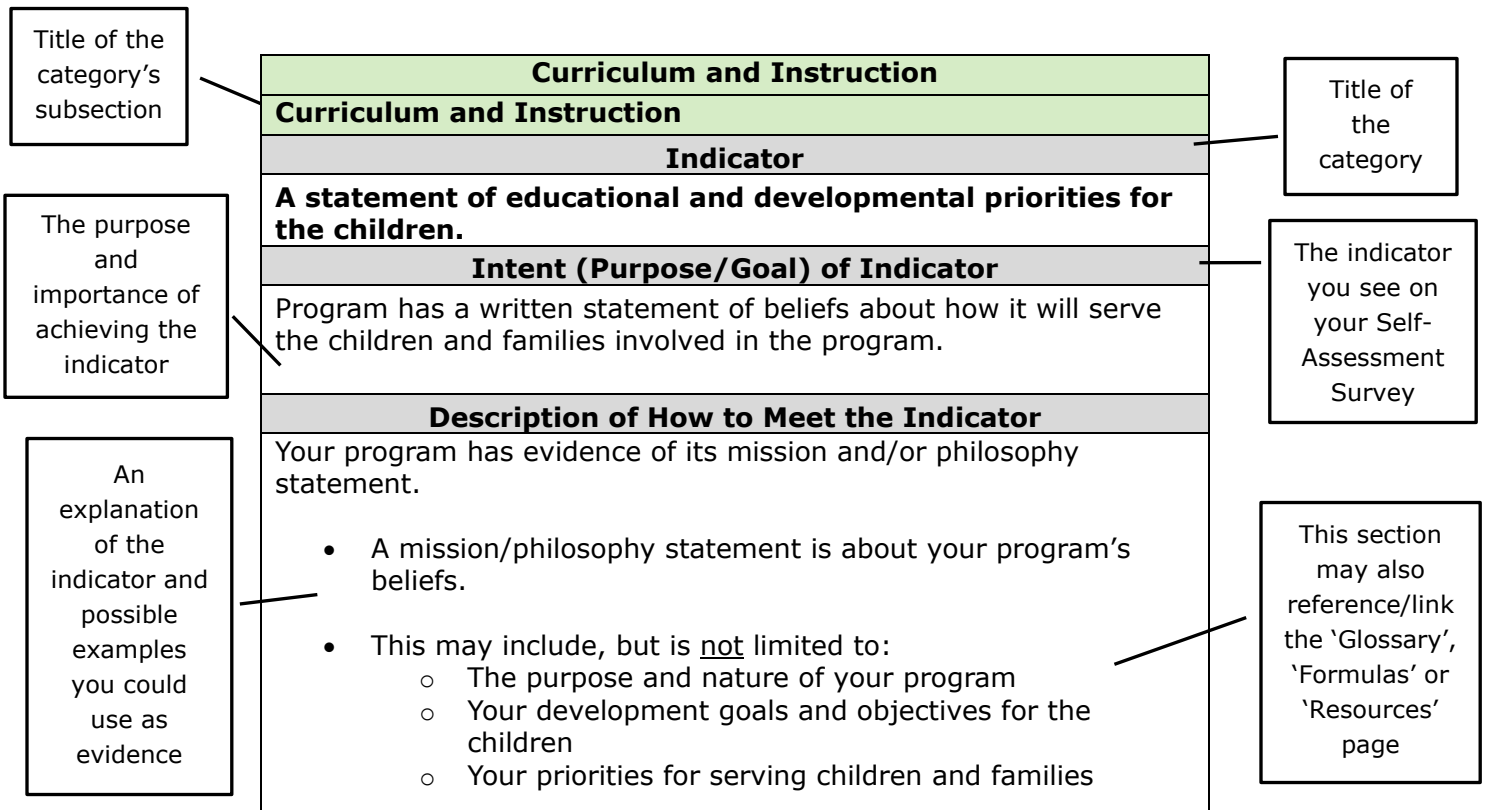 Title of the
category’s
subsection
Curriculum and Instruction
Curriculum and Instruction
Indicator
A statement of educational and developmental priorities for
the children.
Intent (Purpose/Goal) of Indicator
Program has a written statement of beliefs about how it will serve
the children and families involved in the program.
Description of How to Meet the Indicator
Your program has evidence of its mission and/or philosophy
statement.
• A mission/philosophy statement is about your program’s
beliefs.
• This may include, but is not limited to:
o The purpose and nature of your program
o Your development goals and objectives for the
children
o Your priorities for serving children and families
The purpose
and
importance of
achieving the
indicator
An
explanation
of the
indicator and
possible
examples
you could
use as
evidence
Title of
the
category
The indicator
you see on
your Self-
Assessment
Survey
This section
may also
reference/link
the ‘Glossary’,
‘Formulas’ or
‘Resources’
page